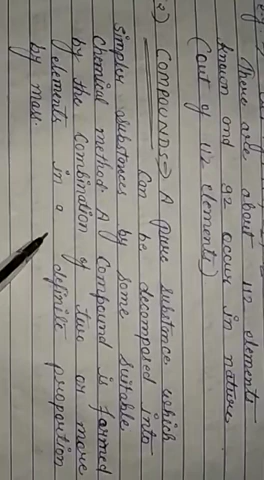 There are about 112 elements
known and 92 occur in nature
(out of 112 elements)
2) COMPOUNDS => A pure substance which
can be decomposed into
simpler substances by some suitable
chemical method A compound is formed
by the combination of two or more
elements in a definite proportion
by mass.